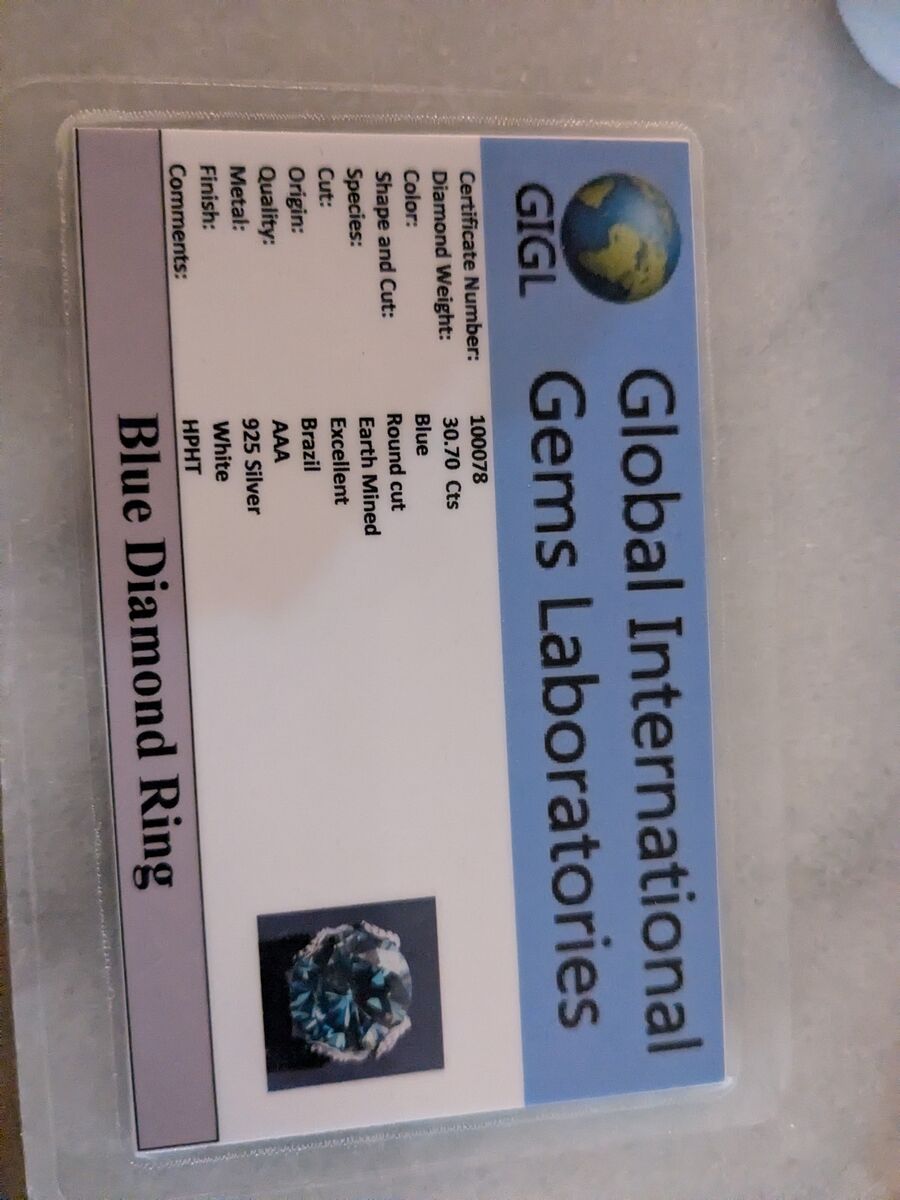 Global International
Gems Laboratories
GIGL
Certificate Number: 100078
Diamond Weight: 30.70 Cts
Color: Blue
Shape and Cut: Round cut
Species: Earth Mined
Cut: Excellent
Origin: Brazil
Quality: AAA
Metal: 925 Silver
Finish: White
Comments: HPHT
Blue Diamond Ring